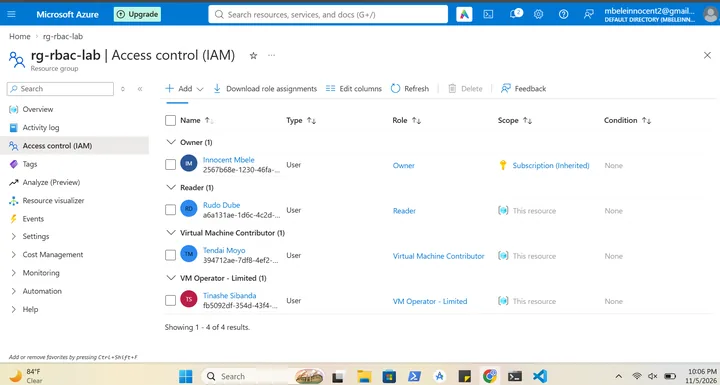 Microsoft Azure
Upgrade
Search resources, services, and docs (G+/)
mbeleinnocent2@gmail....
DEFAULT DIRECTORY (MBELEINN...
Home > rg-rbac-lab >
rg-rbac-lab | Access control (IAM)
Resource group
Search
Add
Download role assignments
Edit columns
Refresh
Delete
Feedback
Overview
Activity log
Access control (IAM)
Tags
Analyze (Preview)
Resource visualizer
Events
Settings
Cost Management
Monitoring
Automation
Help
Name Type Role Scope Condition
Owner (1)
IM Innocent Mbele User Owner Subscription (Inherited) None
2567b68e-1230-46fa-...
Reader (1)
RD Rudo Dube User Reader This resource None
a6a131ae-1d6c-4c2d-...
Virtual Machine Contributor (1)
TM Tendai Moyo User Virtual Machine Contributor This resource None
394712ae-7df8-4ef2-...
VM Operator - Limited (1)
TS Tinashe Sibanda User VM Operator - Limited This resource None
fb5092df-354d-43f4-...
Showing 1 - 4 of 4 results.
Add or remove favorites by pressing Ctrl+Shift+F
84°F
Clear
Search
10:06 PM
11/5/2026